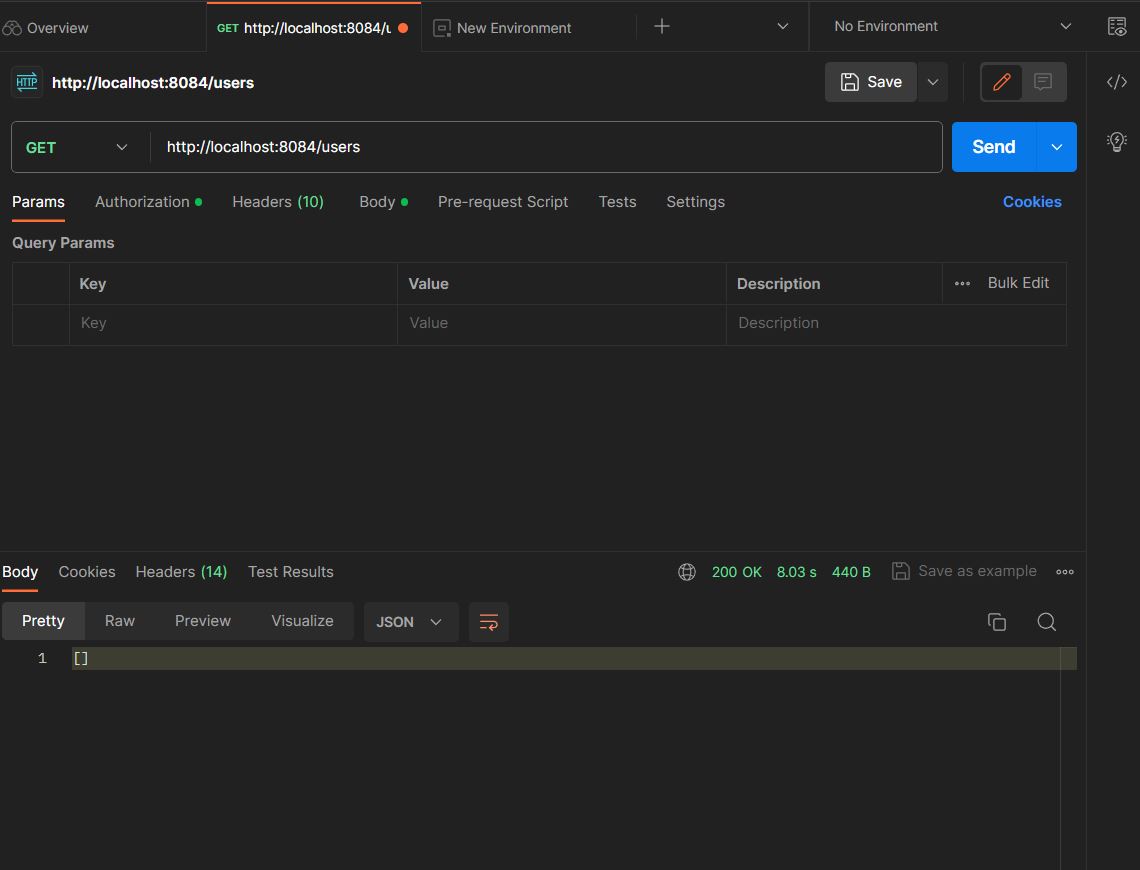 Overview
GET http://localhost:8084/u
New Environment
No Environment
HTTP http://localhost:8084/users
Save
GET http://localhost:8084/users
Send
Params Authorization Headers (10) Body Pre-request Script Tests Settings Cookies
Query Params
Key Value Description Bulk Edit
Key Value Description
Body Cookies Headers (14) Test Results 200 OK 8.03 s 440 B Save as example
Pretty Raw Preview Visualize JSON
1 []